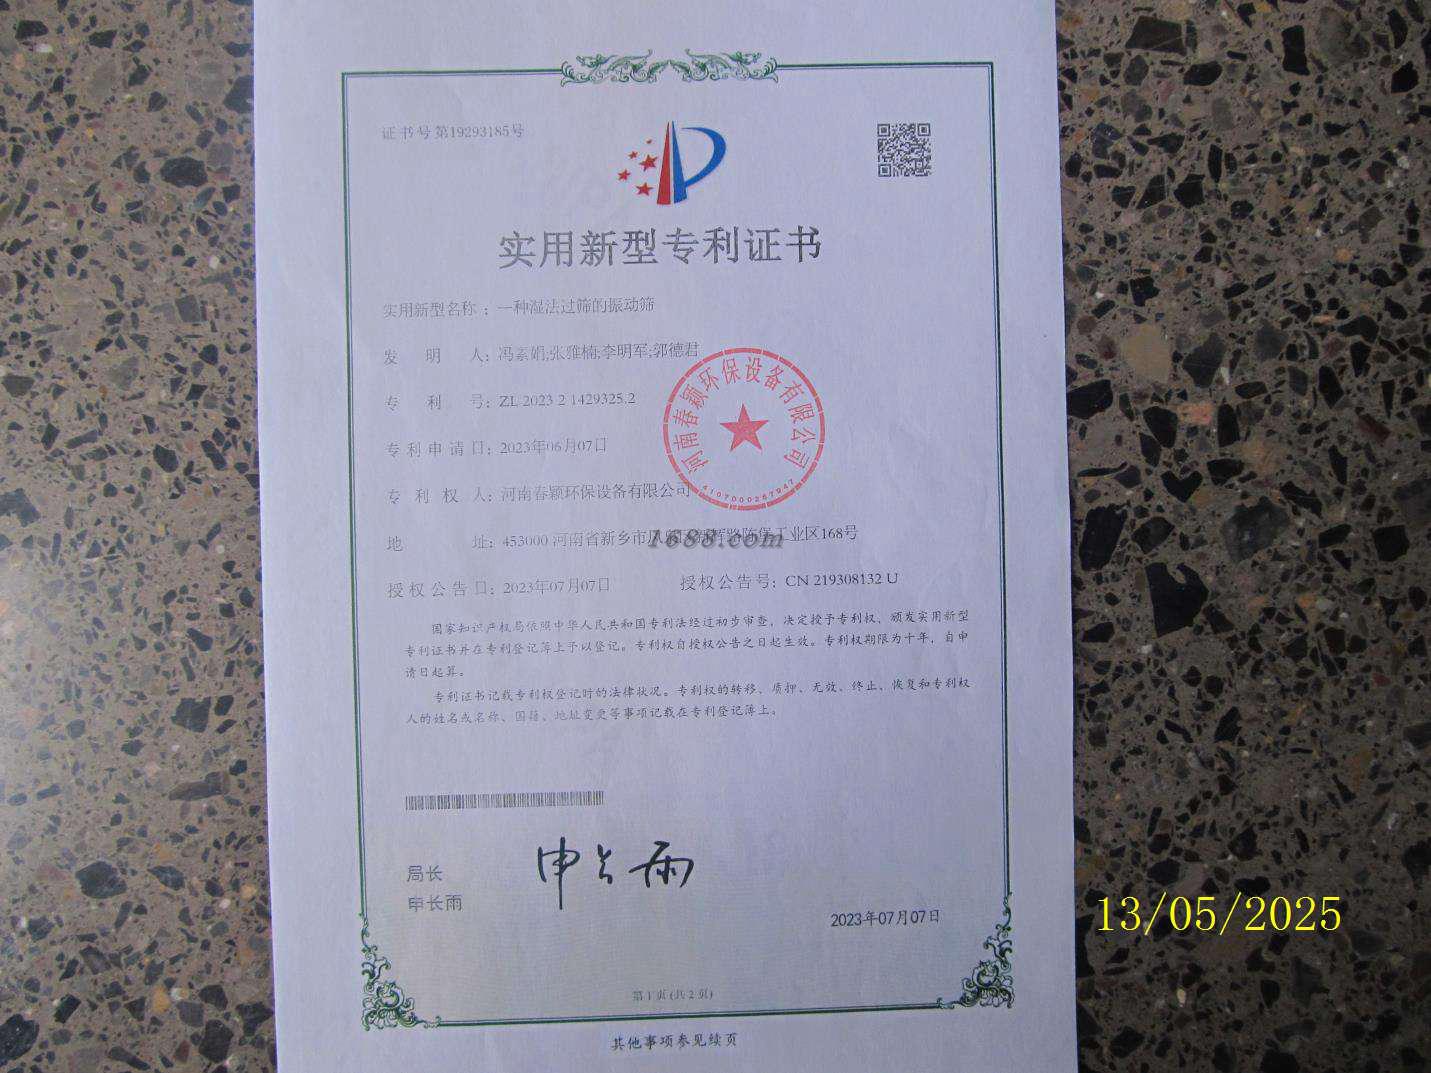 证书号第19293185号
实用新型专利证书
实用新型名称：一种湿法过筛的振动筛
发明人：冯素娟;张雅楠;李明军;郭德君
专利号：ZL 2023 2 1429325.2
专利申请日：2023年06月07日
专利权人：河南春颖环保设备有限公司
地址：453000 河南省新乡市凤泉区新辉路陈堡工业区168号
授权公告日：2023年07月07日 授权公告号：CN 219308132 U
国家知识产权局依照中华人民共和国专利法经过初步审查，决定授予专利权，颁发实用新型
专利证书并在专利登记簿上予以登记。专利权自授权公告之日起生效。专利权期限为十年，自申
请日起算。
专利证书记载专利权登记时的法律状况。专利权的转移、质押、无效、终止、恢复和专利权
人的姓名或名称、国籍、地址变更等事项记载在专利登记簿上。
河南春颖环保设备有限公司
4107000267947
1688.com
局长
申长雨
申长雨
2023年07月07日
13/05/2025
第1页(共2页)
其他事项参见续页